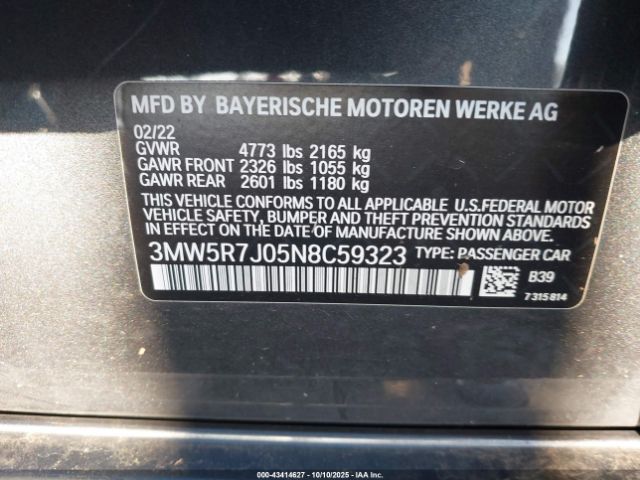 MFD BY BAYERISCHE MOTOREN WERKE AG
02/22
GVWR 4773 lbs 2165 kg
GAWR FRONT 2326 lbs 1055 kg
GAWR REAR 2601 lbs 1180 kg
THIS VEHICLE CONFORMS TO ALL APPLICABLE U.S.FEDERAL MOTOR
VEHICLE SAFETY, BUMPER AND THEFT PREVENTION STANDARDS
IN EFFECT ON THE DATE OF MANUFACTURE SHOWN ABOVE.
3MW5R7J05N8C59323 TYPE: PASSENGER CAR
B39
7315814
000-43414627 - 10/10/2025 - IAA Inc.